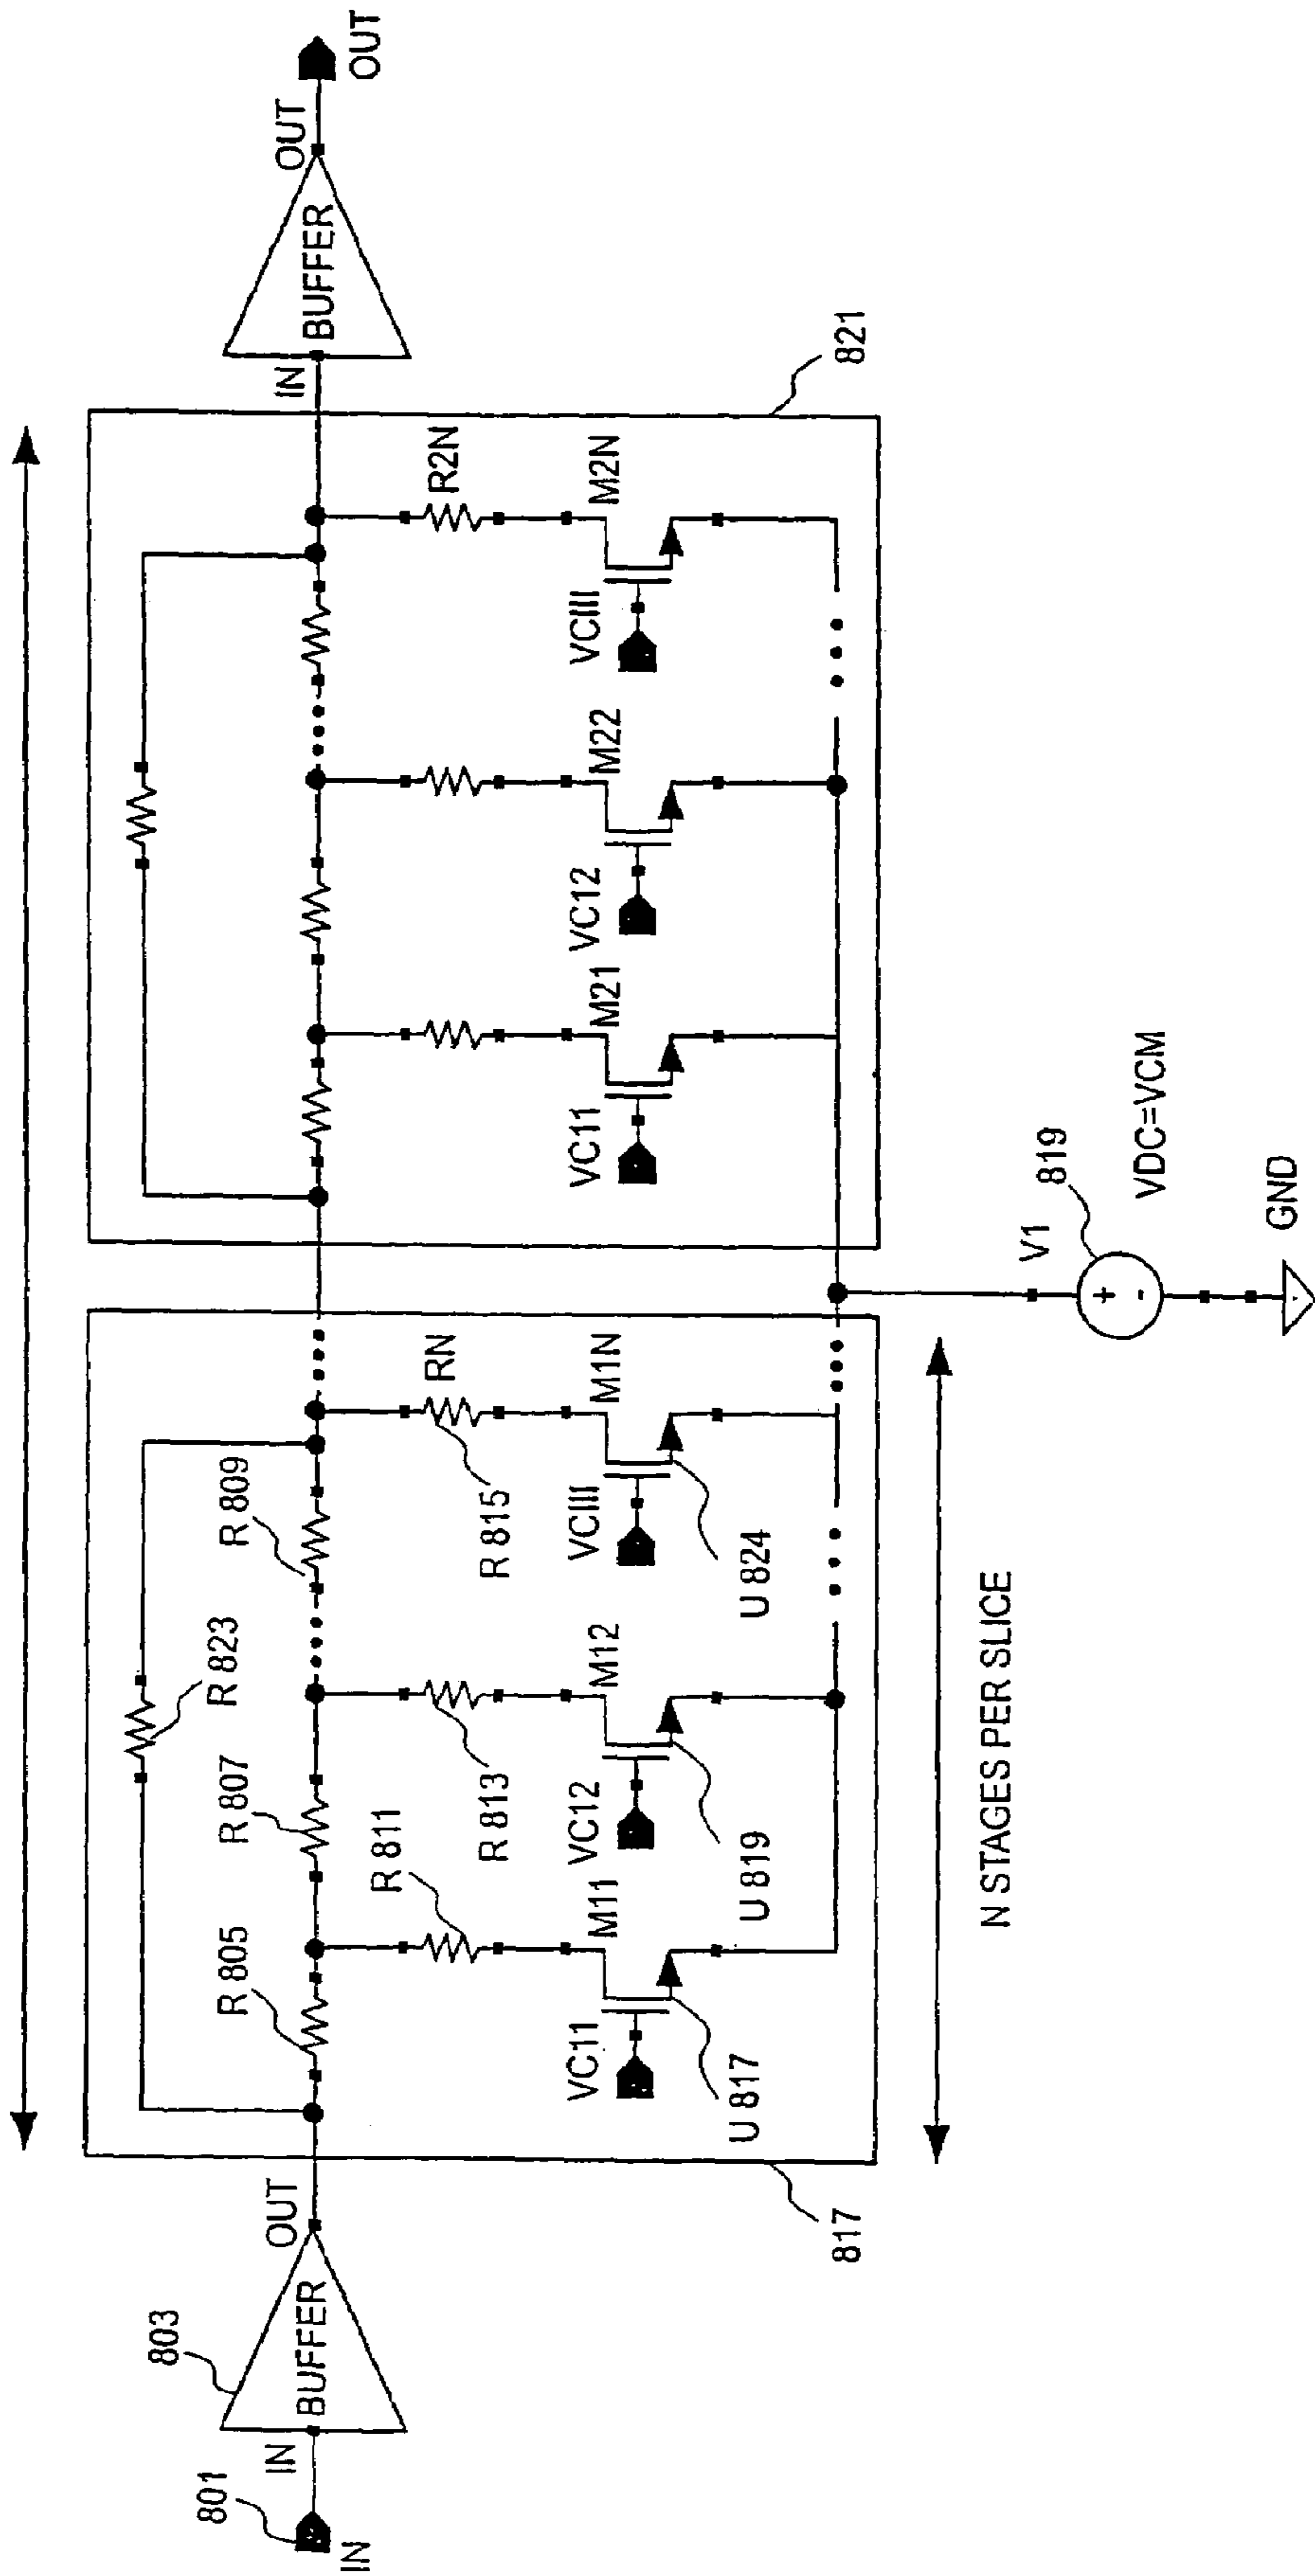 801
IN
IN
BUFFER
803
OUT
817
R 823
R 805
R 807
R 809
R 811
R 813
R 815
RN
VC11
M11
U 817
VC12
M12
U 819
VCIII
M1N
U 824
N STAGES PER SLICE
V1
819
VDC=VCM
+
-
GND
VC11
M21
VC12
M22
VCIII
M2N
R2N
821
IN
BUFFER
OUT
OUT